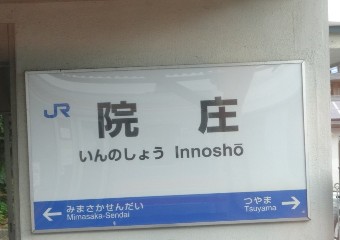 JR
院 庄
いんのしょう Innoshō
← みまさかせんだい
Mimasaka-Sendai
つやま →
Tsuyama